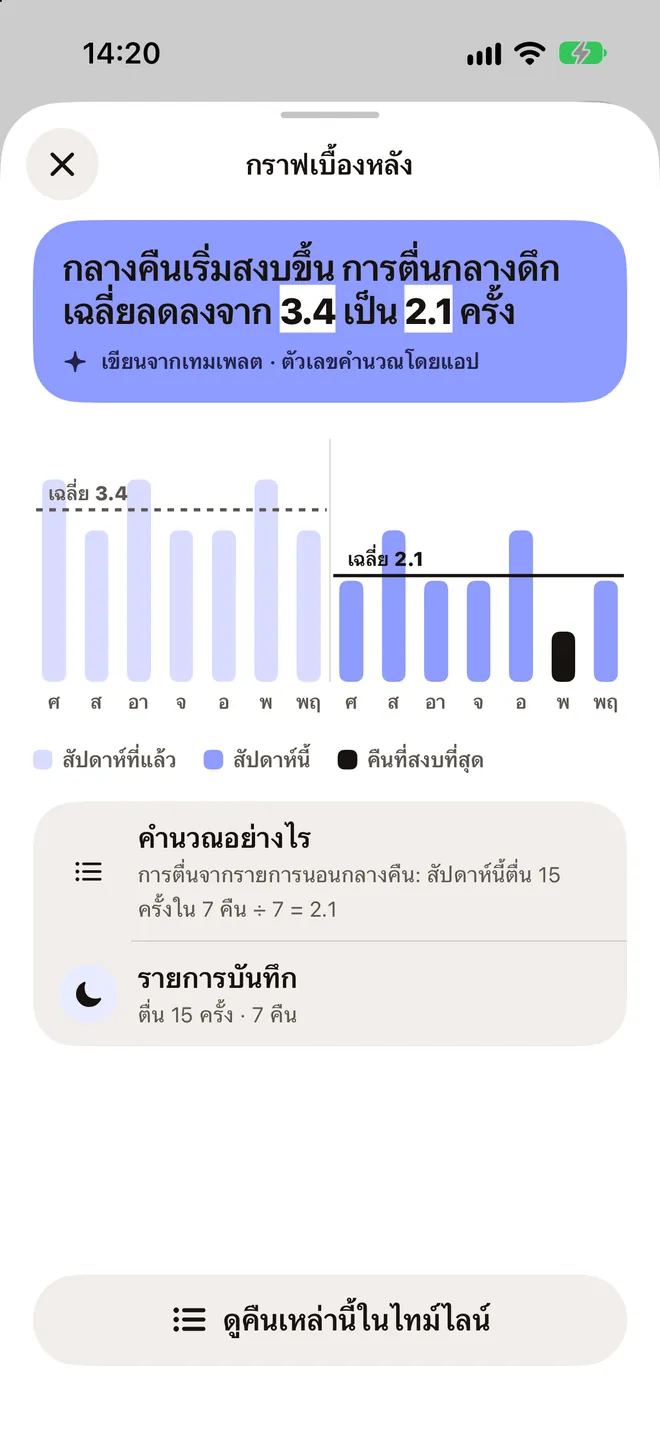 14:20
กราฟเบื้องหลัง
กลางคืนเริ่มสงบขึ้น การตื่นกลางดึก
เฉลี่ยลดลงจาก 3.4 เป็น 2.1 ครั้ง
เขียนจากเทมเพลต · ตัวเลขคำนวณโดยแอป
เฉลี่ย 3.4
เฉลี่ย 2.1
ศ ส อา จ อ พ พฤ ศ ส อา จ อ พ พฤ
สัปดาห์ที่แล้ว สัปดาห์นี้ คืนที่สงบที่สุด
คำนวณอย่างไร
การตื่นจากรายการนอนกลางคืน: สัปดาห์นี้ตื่น 15
ครั้งใน 7 คืน ÷ 7 = 2.1
รายการบันทึก
ตื่น 15 ครั้ง · 7 คืน
ดูคืนเหล่านี้ในไทม์ไลน์